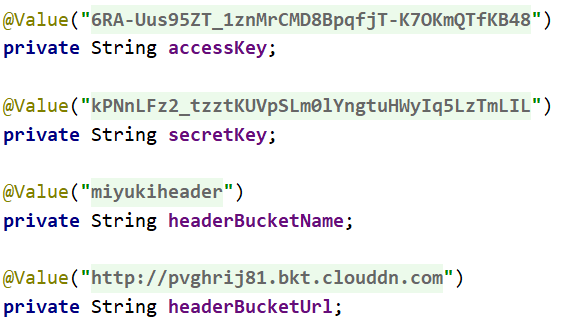 @Value("6RA-Uus95ZT_1znMrCMD8BpqfjT-K7OKmQTfKB48")
private String accessKey;
@Value("kPNnLFz2_tzztKUVpSLm0lYngtuHWyIq5LzTmLIL")
private String secretKey;
@Value("miyukiheader")
private String headerBucketName;
@Value("http://pvghrij81.bkt.clouddn.com")
private String headerBucketUrl;